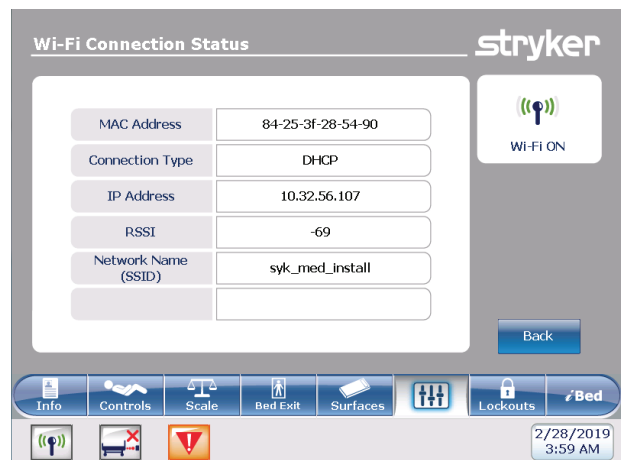 Wi-Fi Connection Status
stryker
MAC Address 84-25-3f-28-54-90
Connection Type DHCP
IP Address 10.32.56.107
RSSI -69
Network Name
(SSID) syk_med_install
Wi-Fi ON
Back
Info Controls Scale Bed Exit Surfaces Lockouts iBed
2/28/2019
3:59 AM